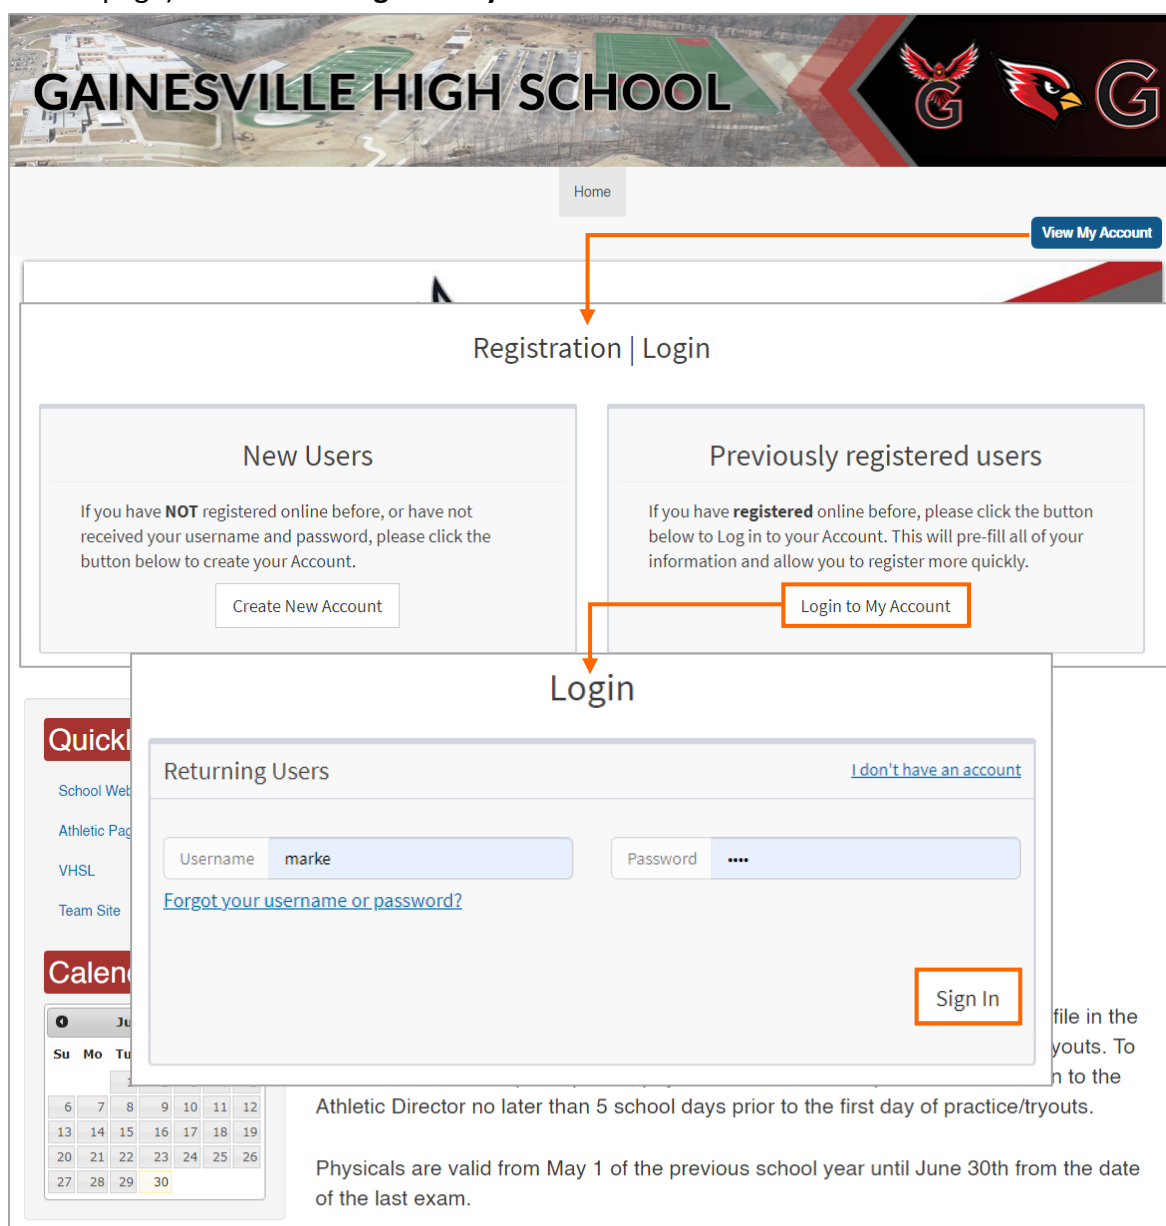 GAINESVILLE HIGH SCHOOL
G
G
Home
View My Account
Registration | Login
New Users
If you have NOT registered online before, or have not
received your username and password, please click the
button below to create your Account.
Create New Account
Previously registered users
If you have registered online before, please click the button
below to Log in to your Account. This will pre-fill all of your
information and allow you to register more quickly.
Login to My Account
Login
Returning Users
I don't have an account
Username marke
Password ••••
Forgot your username or password?
Sign In
School
Athletic
VHSL
Team Site
Su Mo Tu
6 7 8 9 10 11 12
13 14 15 16 17 18 19
20 21 22 23 24 25 26
27 28 29 30
file in the
To
to the
Athletic Director no later than 5 school days prior to the first day of practice/tryouts.
Physicals are valid from May 1 of the previous school year until June 30th from the date
of the last exam.